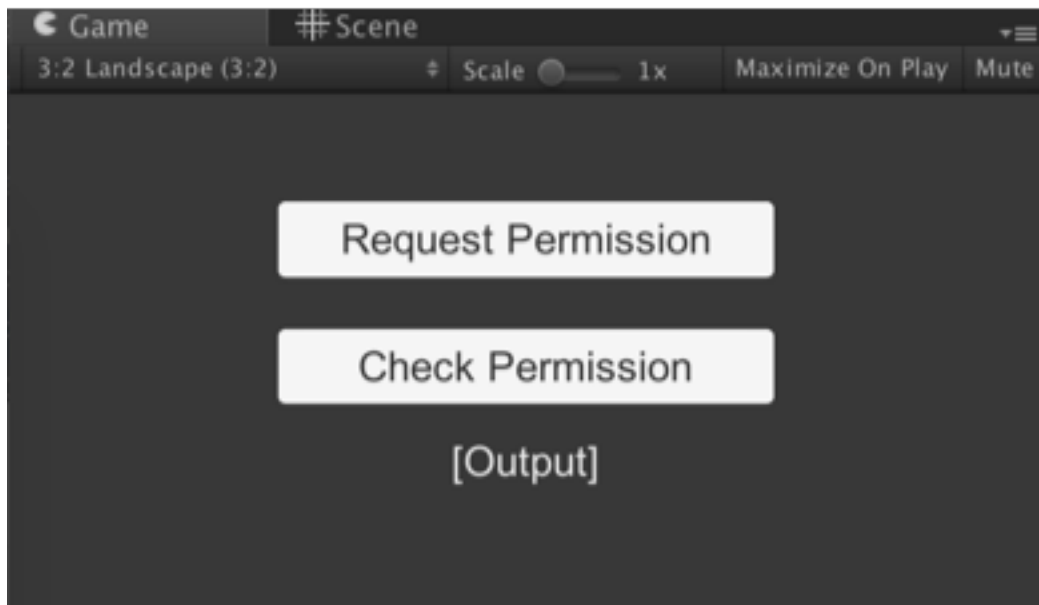 Game Scene
3:2 Landscape (3:2) Scale 1x Maximize On Play Mute
Request Permission
Check Permission
[Output]